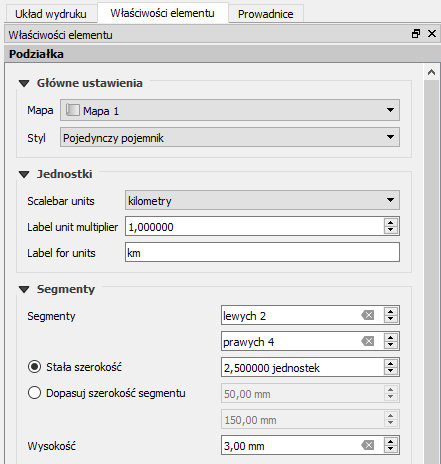 Układ wydruku Właściwości elementu Prowadnice
Właściwości elementu
Podziałka
Główne ustawienia
Mapa Mapa 1
Styl Pojedynczy pojemnik
Jednostki
Scalebar units kilometry
Label unit multiplier 1,000000
Label for units km
Segmenty
Segmenty lewych 2
prawych 4
Stała szerokość 2,500000 jednostek
Dopasuj szerokość segmentu 50,00 mm
150,00 mm
Wysokość 3,00 mm